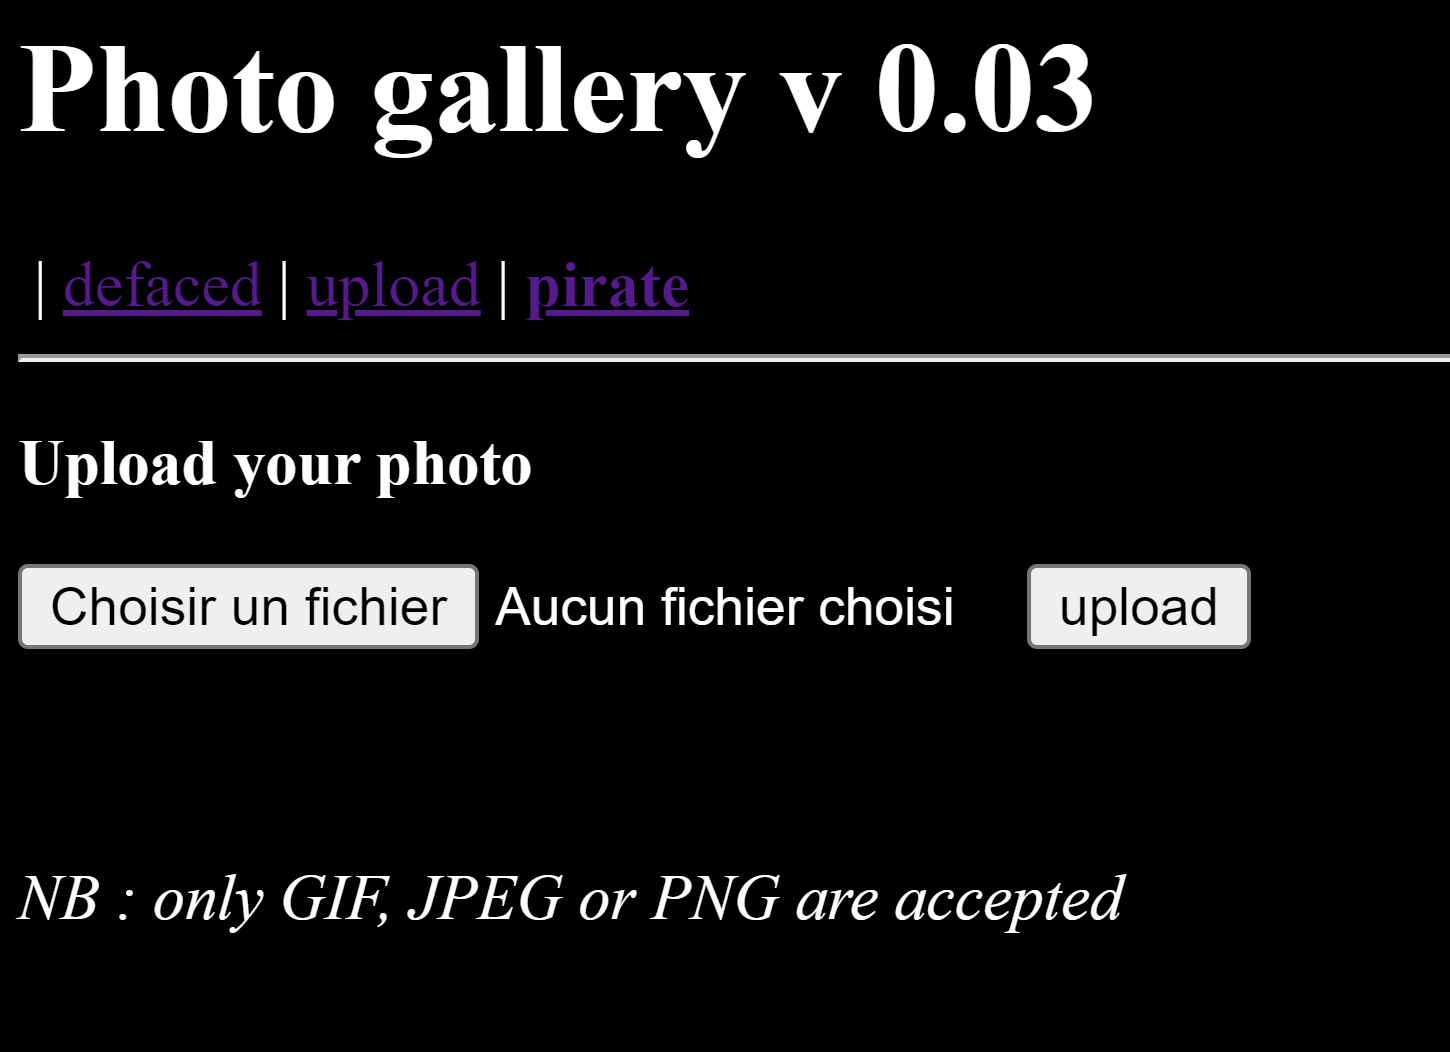 Photo gallery v 0.03
| defaced | upload | pirate
Upload your photo
Choisir un fichier Aucun fichier choisi upload
NB : only GIF, JPEG or PNG are accepted